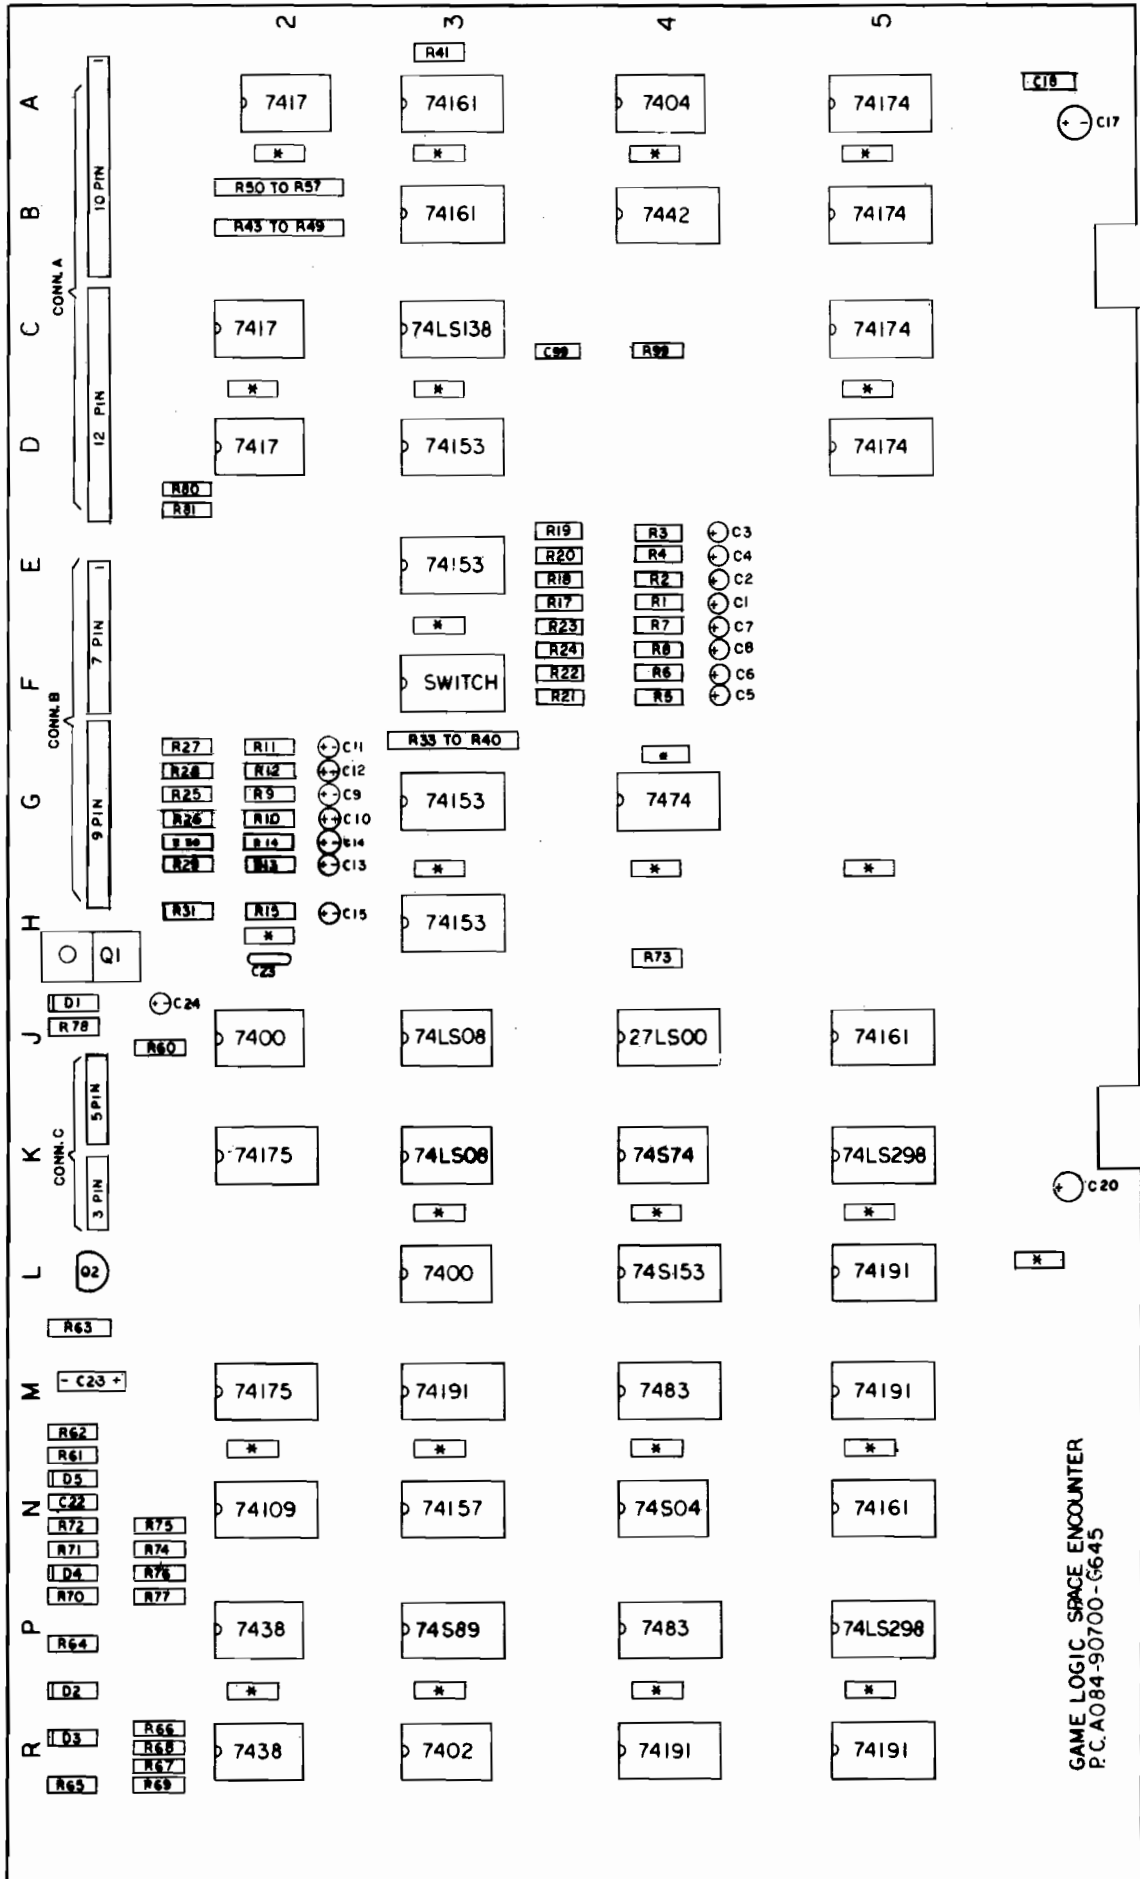 2 3 4 5
R41
A 7417 74161 7404 74174 C18
C17
10 PIN
* * * *
R50 TO R57
B 74161 7442 74174
R43 TO R49
CONN. A
C 7417 74LS138 74174
C99 R99
12 PIN
* * *
D 7417 74153 74174
R80
R81
R19 R3 C3
E 74153 R20 R4 C4
R18 R2 C2
R17 R1 C1
* R23 R7 C7
7 PIN
R24 R8 C8
F SWITCH R22 R6 C6
R21 R5 C5
CONN. B
R27 R11 C11 R33 TO R40
*
R28 R12 C12
G R25 R9 C9 74153 7474
9 PIN
R26 R10 C10
R30 R14 C14
R29 R13 C13 * * *
H R31 R15 C15 74153
*
Q1 C23 R73
D1 C24
R78
J R60 7400 74LS08 27LS00 74161
5 PIN
CONN. C
K 74175 74LS08 74S74 74LS298
3 PIN
C20
* * *
L Q2 7400 74S153 74191 *
R63
M - C23 + 74175 74191 7483 74191
R62
R61 * * * *
D5
N C22 74109 74157 74S04 74161
R72 R75
R71 R74
D4 R76
R70 R77
P R64 7438 74S89 7483 74LS298
D2 * * * *
R D3 R66 7438 7402 74191 74191
R68
R67
R65 R69
GAME LOGIC SPACE ENCOUNTER
P.C. A084-90700-G645